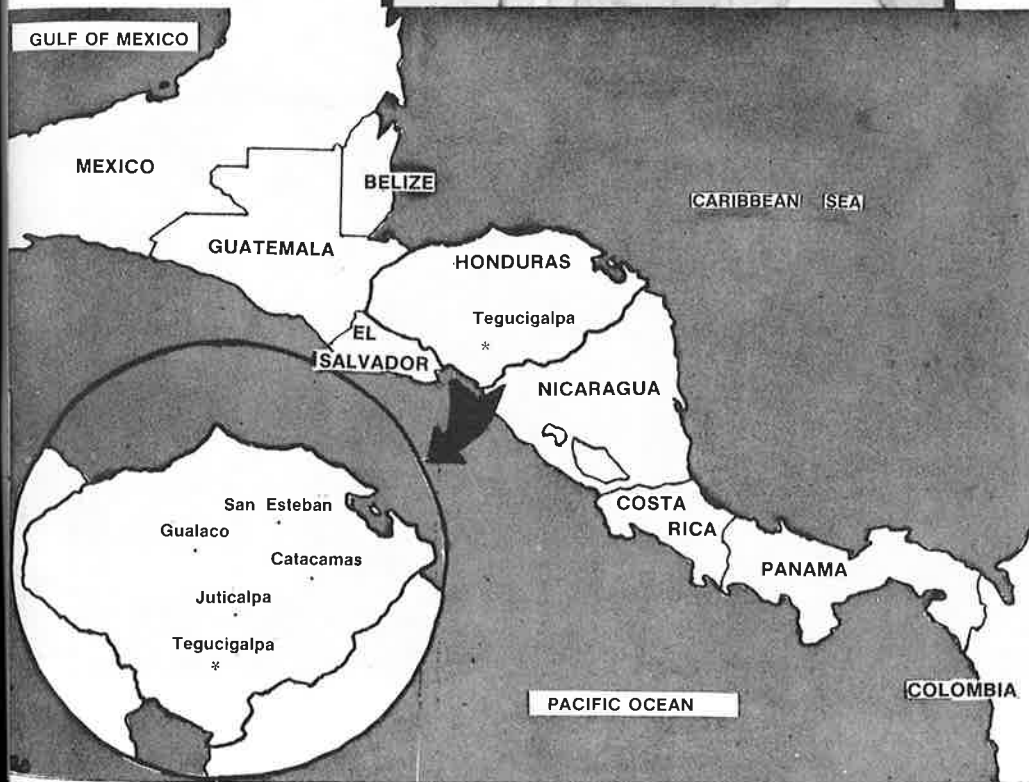 GULF OF MEXICO
MEXICO
BELIZE
CARIBBEAN SEA
GUATEMALA
HONDURAS
Tegucigalpa
*
EL
SALVADOR
NICARAGUA
San Esteban
Gualaco
Catacamas
Juticalpa
Tegucigalpa
*
COSTA
RICA
PANAMA
PACIFIC OCEAN
COLOMBIA